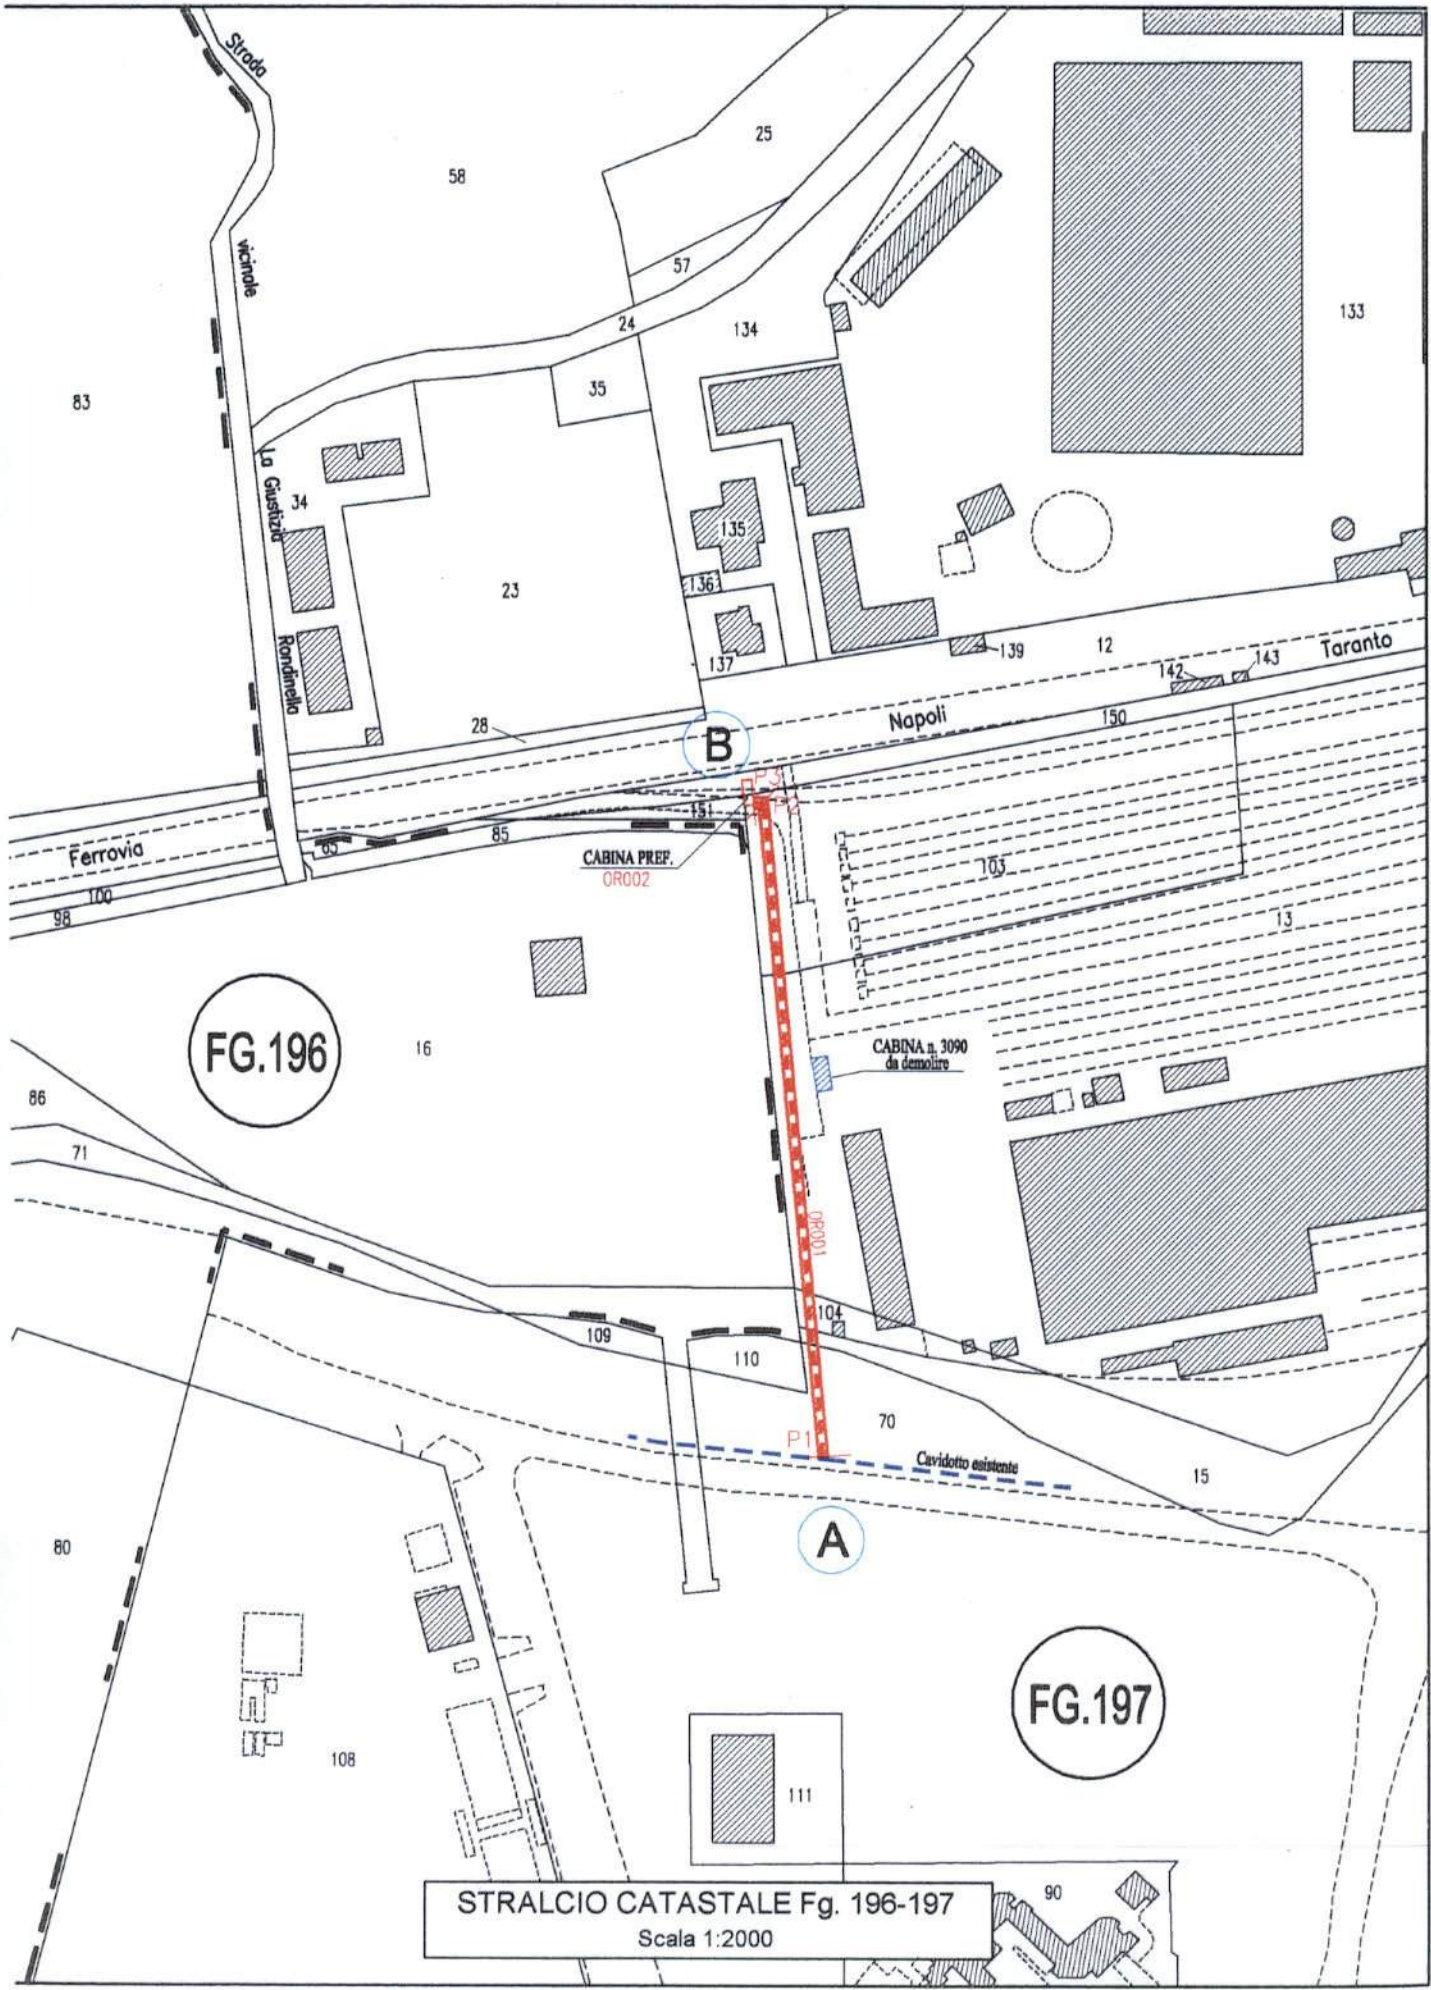 Strada
25
58
vicinale
57
24
134
133
83
35
La Giustizia
34
135
136
23
Rondinella
137
139
12
Taranto
142
143
28
Napoli
150
B
P3
P2
151
85
65
Ferrovia
CABINA PREF.
OR002
103
100
98
13
FG.196
16
CABINA n. 3090
da demolire
86
71
OR001
104
109
110
70
P1
Cavidotto esistente
15
A
80
FG.197
108
111
90
STRALCIO CATASTALE Fg. 196-197
Scala 1:2000